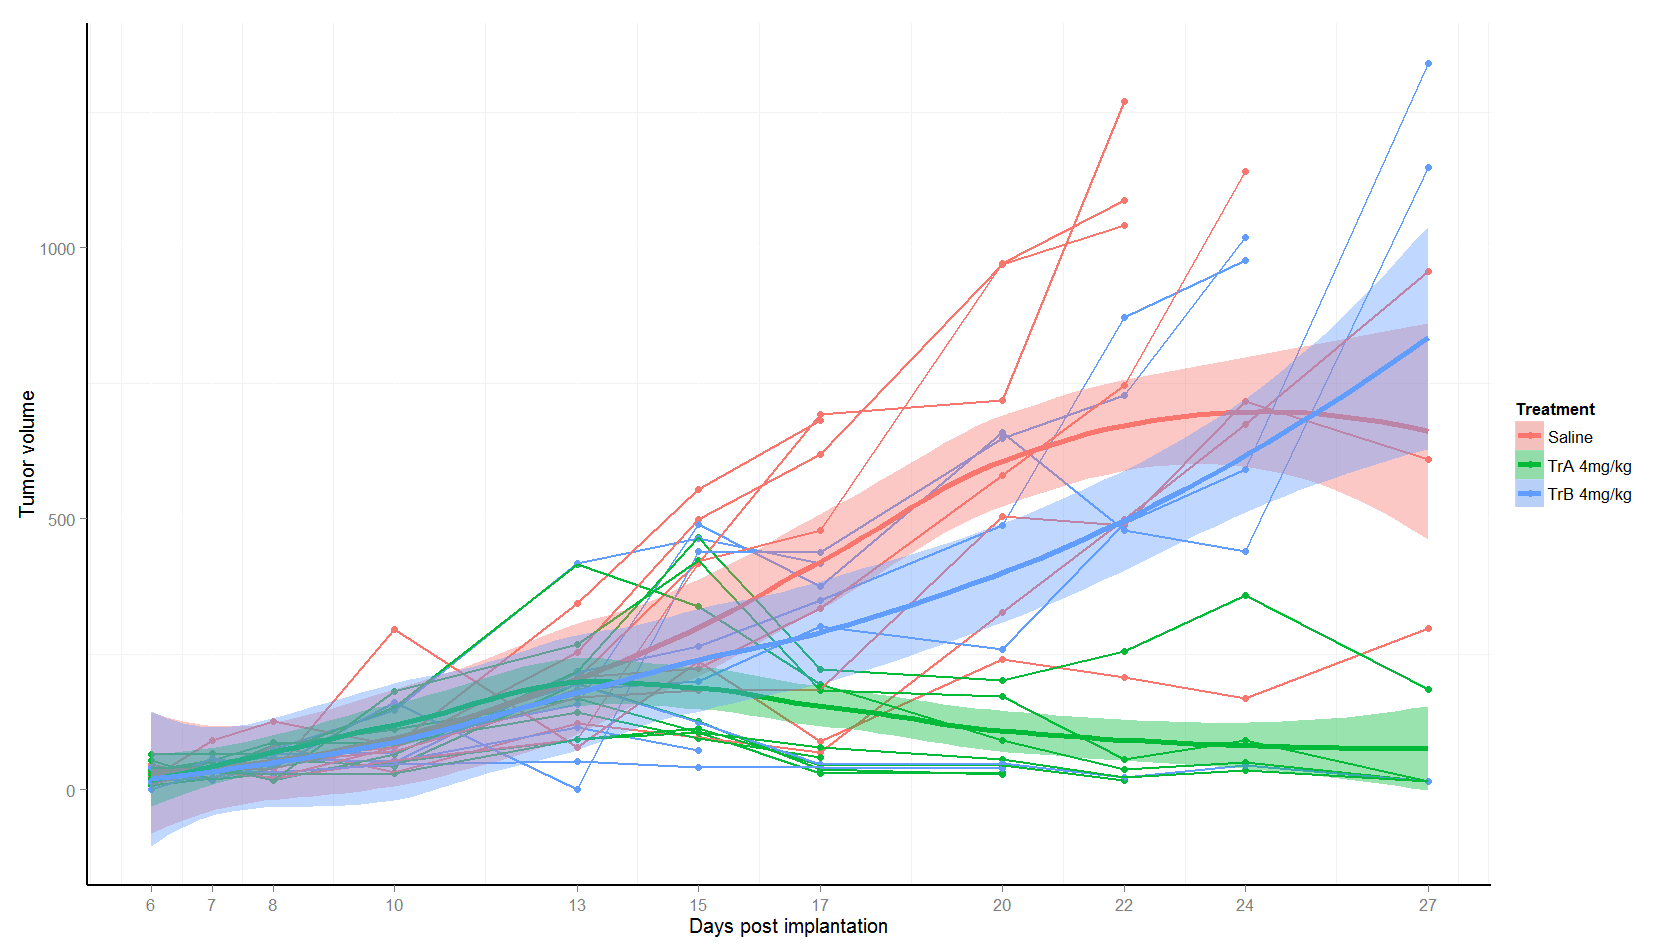 Tumor volume
1000
500
0
6 7 8 10 13 15 17 20 22 24 27
Days post implantation
Treatment
Saline
TrA 4mg/kg
TrB 4mg/kg